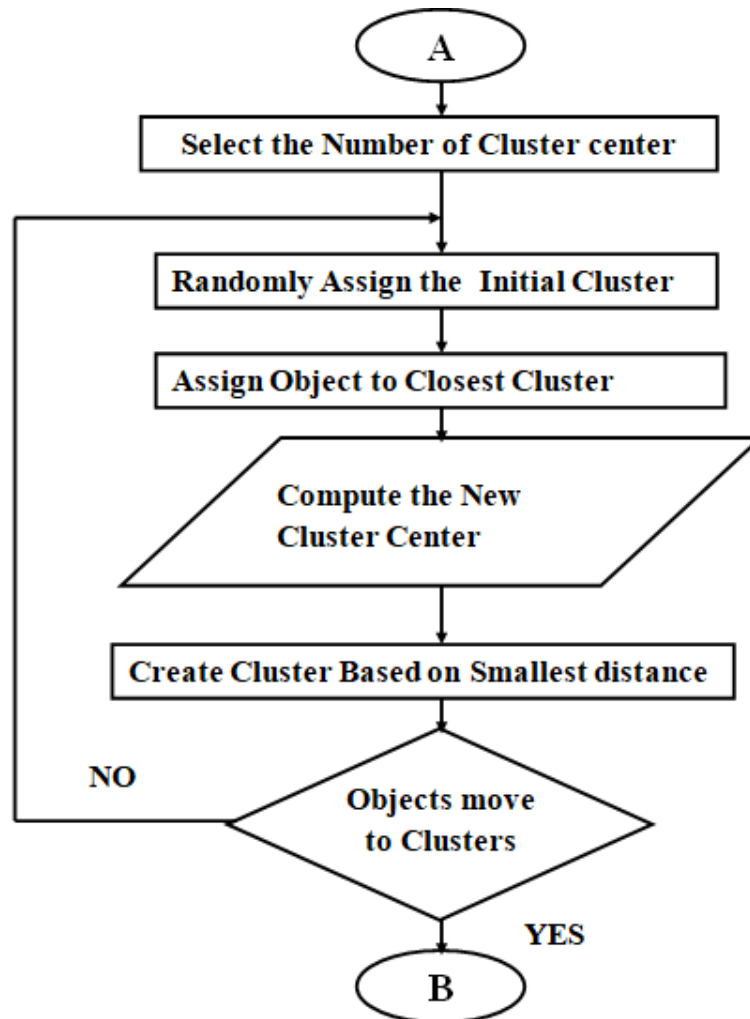 A
Select the Number of Cluster center
Randomly Assign the Initial Cluster
Assign Object to Closest Cluster
Compute the New
Cluster Center
Create Cluster Based on Smallest distance
NO
Objects move
to Clusters
YES
B